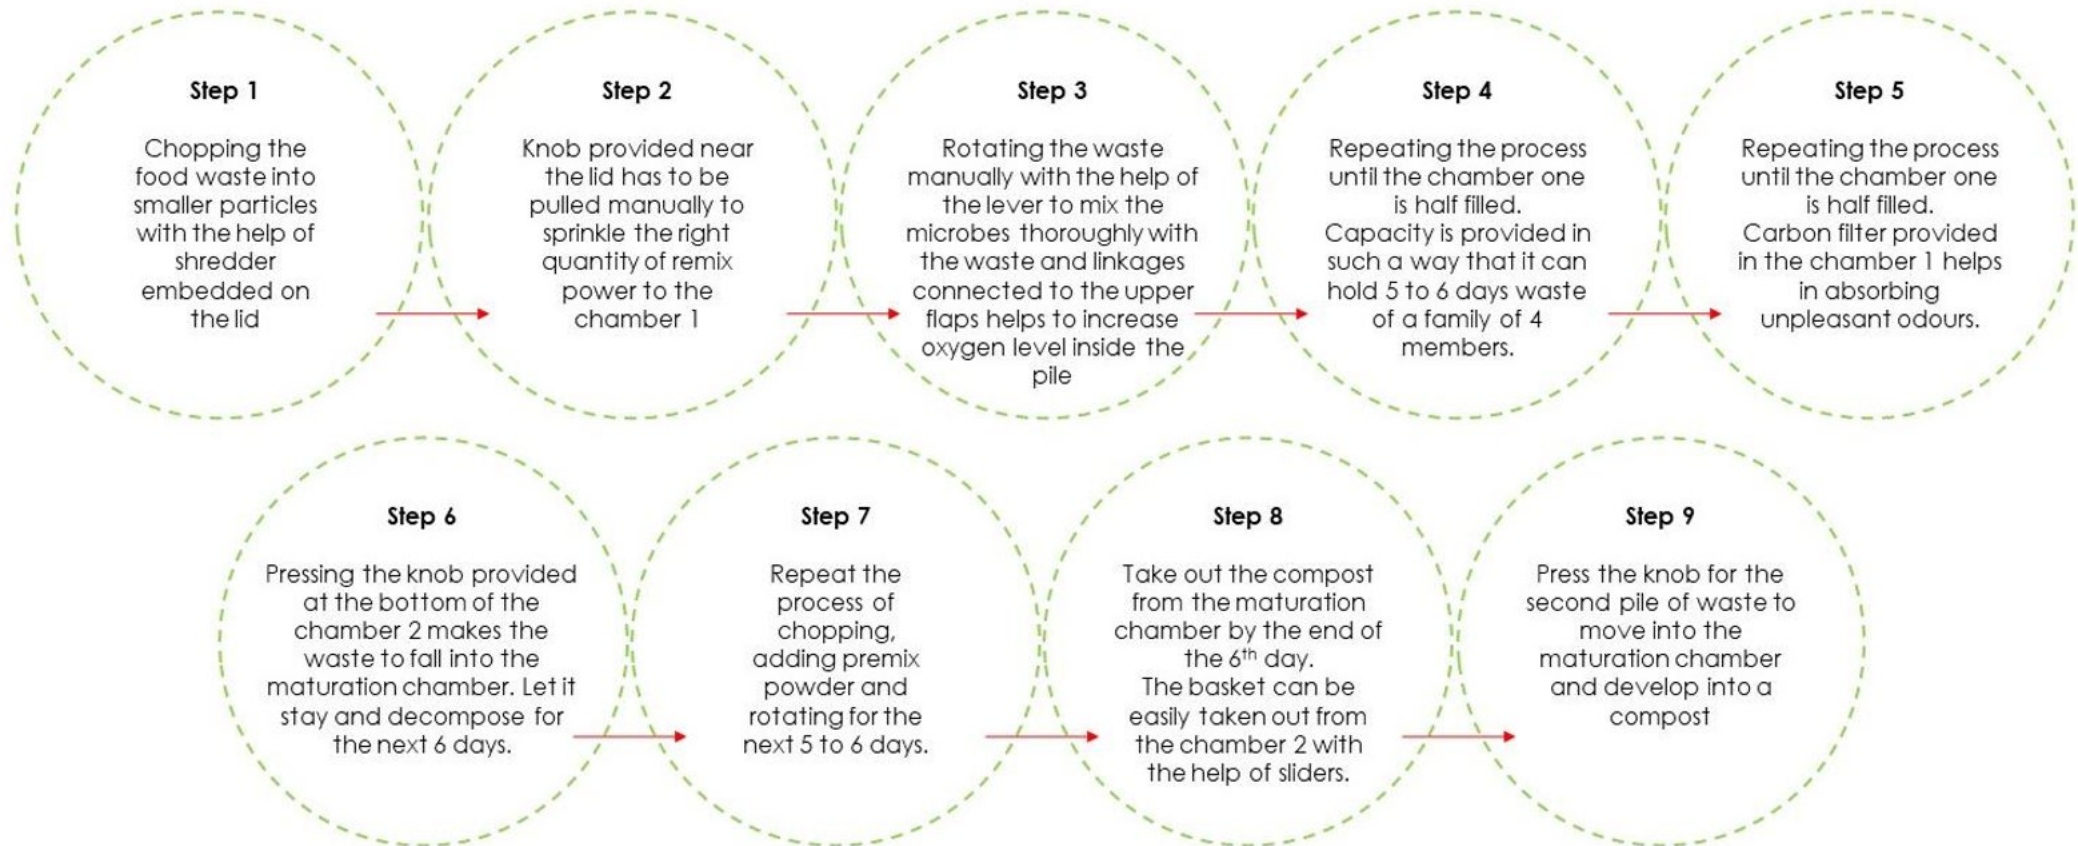 Step 1
Chopping the
food waste into
smaller particles
with the help of
shredder
embedded on
the lid
Step 2
Knob provided near
the lid has to be
pulled manually to
sprinkle the right
quantity of remix
power to the
chamber 1
Step 3
Rotating the waste
manually with the help of
the lever to mix the
microbes thoroughly with
the waste and linkages
connected to the upper
flaps helps to increase
oxygen level inside the
pile
Step 4
Repeating the process
until the chamber one
is half filled.
Capacity is provided in
such a way that it can
hold 5 to 6 days waste
of a family of 4
members.
Step 5
Repeating the process
until the chamber one
is half filled.
Carbon filter provided
in the chamber 1 helps
in absorbing
unpleasant odours.
Step 6
Pressing the knob provided
at the bottom of the
chamber 2 makes the
waste to fall into the
maturation chamber. Let it
stay and decompose for
the next 6 days.
Step 7
Repeat the
process of
chopping,
adding premix
powder and
rotating for the
next 5 to 6 days.
Step 8
Take out the compost
from the maturation
chamber by the end of
the 6th day.
The basket can be
easily taken out from
the chamber 2 with
the help of sliders.
Step 9
Press the knob for the
second pile of waste to
move into the
maturation chamber
and develop into a
compost